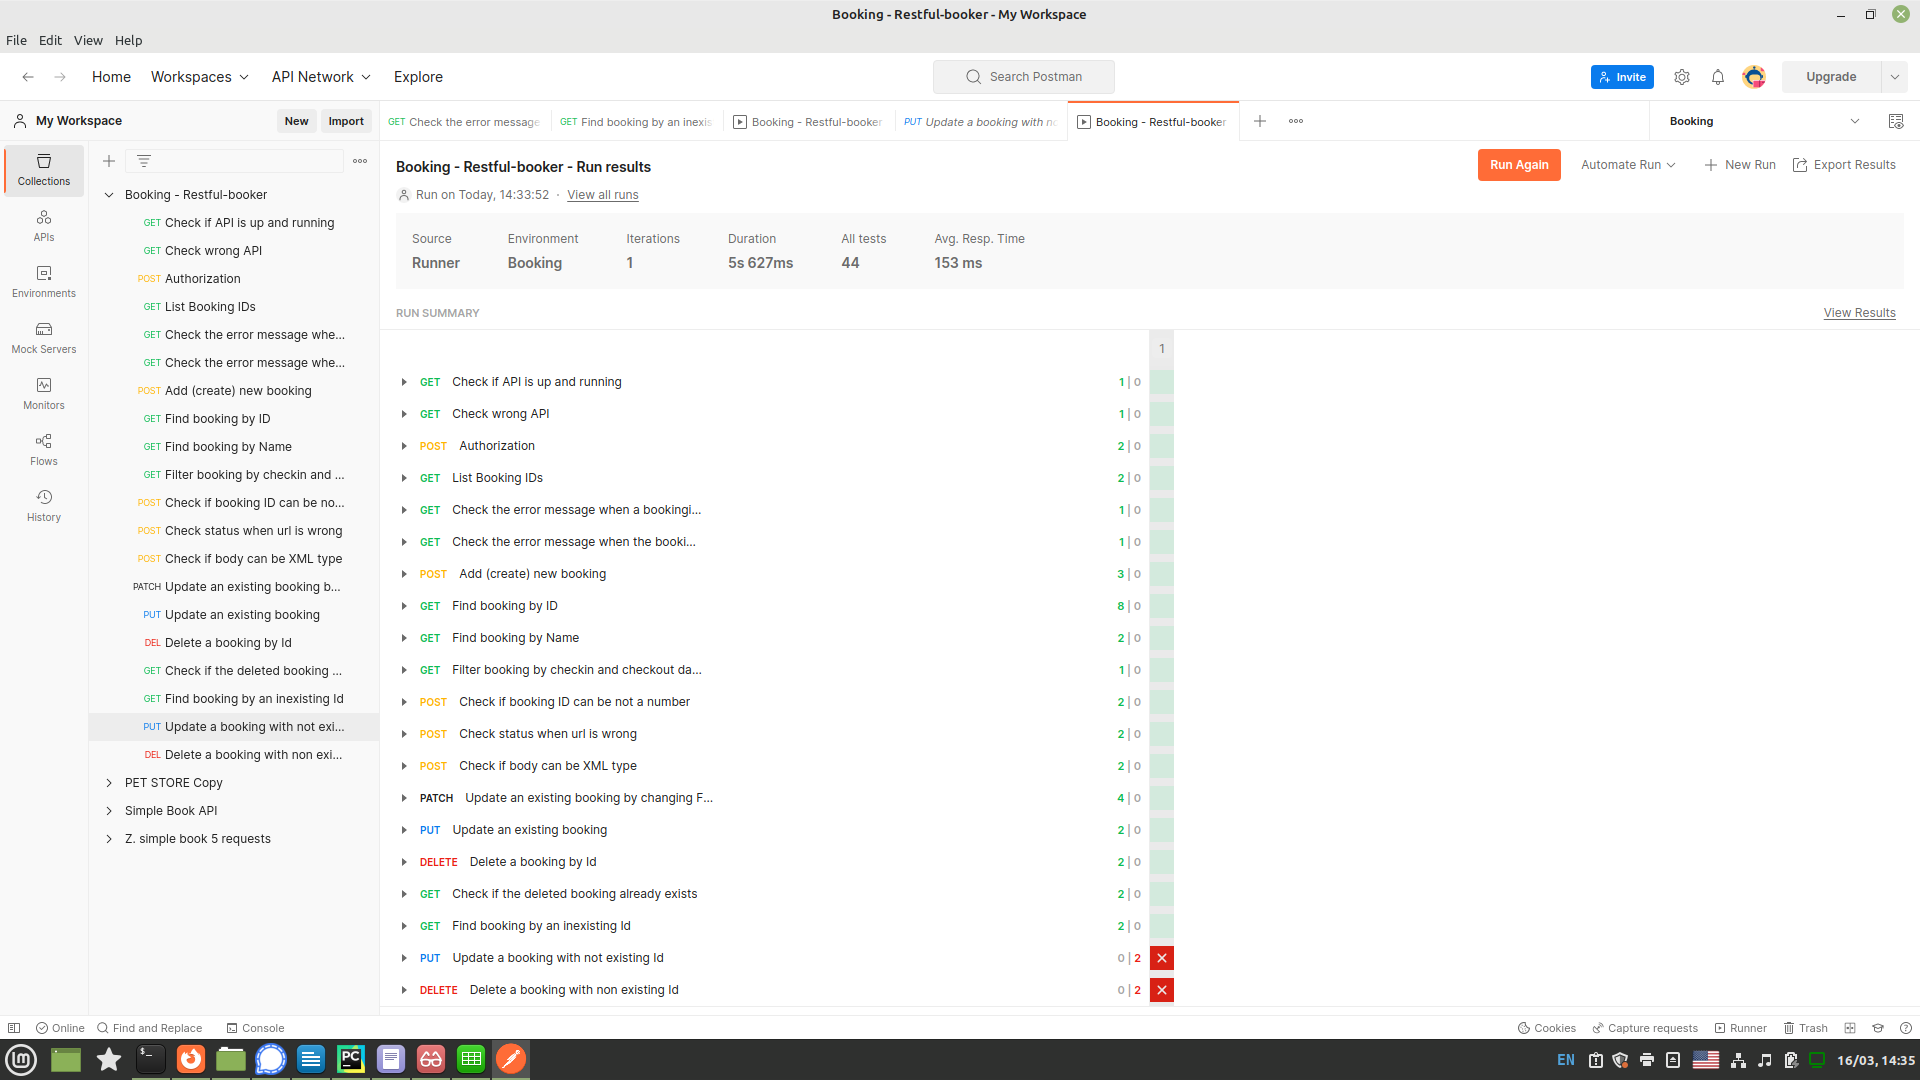 Booking - Restful-booker - My Workspace
File Edit View Help
Home Workspaces API Network Explore
Search Postman
Invite
Upgrade
My Workspace
New
Import
GET Check the error message
GET Find booking by an inexis
Booking - Restful-booker
PUT Update a booking with no
Booking - Restful-booker
Booking
Collections
APIs
Environments
Mock Servers
Monitors
Flows
History
Booking - Restful-booker
GET Check if API is up and running
GET Check wrong API
POST Authorization
GET List Booking IDs
GET Check the error message whe...
GET Check the error message whe...
POST Add (create) new booking
GET Find booking by ID
GET Find booking by Name
GET Filter booking by checkin and ...
POST Check if booking ID can be no...
POST Check status when url is wrong
POST Check if body can be XML type
PATCH Update an existing booking b...
PUT Update an existing booking
DEL Delete a booking by Id
GET Check if the deleted booking ...
GET Find booking by an inexisting Id
PUT Update a booking with not exi...
DEL Delete a booking with non exi...
PET STORE Copy
Simple Book API
Z. simple book 5 requests
Booking - Restful-booker - Run results
Run Again
Automate Run
New Run
Export Results
Run on Today, 14:33:52 · View all runs
Source Environment Iterations Duration All tests Avg. Resp. Time
Runner Booking 1 5s 627ms 44 153 ms
RUN SUMMARY
View Results
1
GET Check if API is up and running 1 | 0
GET Check wrong API 1 | 0
POST Authorization 2 | 0
GET List Booking IDs 2 | 0
GET Check the error message when a bookingi... 1 | 0
GET Check the error message when the booki... 1 | 0
POST Add (create) new booking 3 | 0
GET Find booking by ID 8 | 0
GET Find booking by Name 2 | 0
GET Filter booking by checkin and checkout da... 1 | 0
POST Check if booking ID can be not a number 2 | 0
POST Check status when url is wrong 2 | 0
POST Check if body can be XML type 2 | 0
PATCH Update an existing booking by changing F... 4 | 0
PUT Update an existing booking 2 | 0
DELETE Delete a booking by Id 2 | 0
GET Check if the deleted booking already exists 2 | 0
GET Find booking by an inexisting Id 2 | 0
PUT Update a booking with not existing Id 0 | 2
DELETE Delete a booking with non existing Id 0 | 2
Online Find and Replace Console
Cookies Capture requests Runner Trash
EN
16/03, 14:35